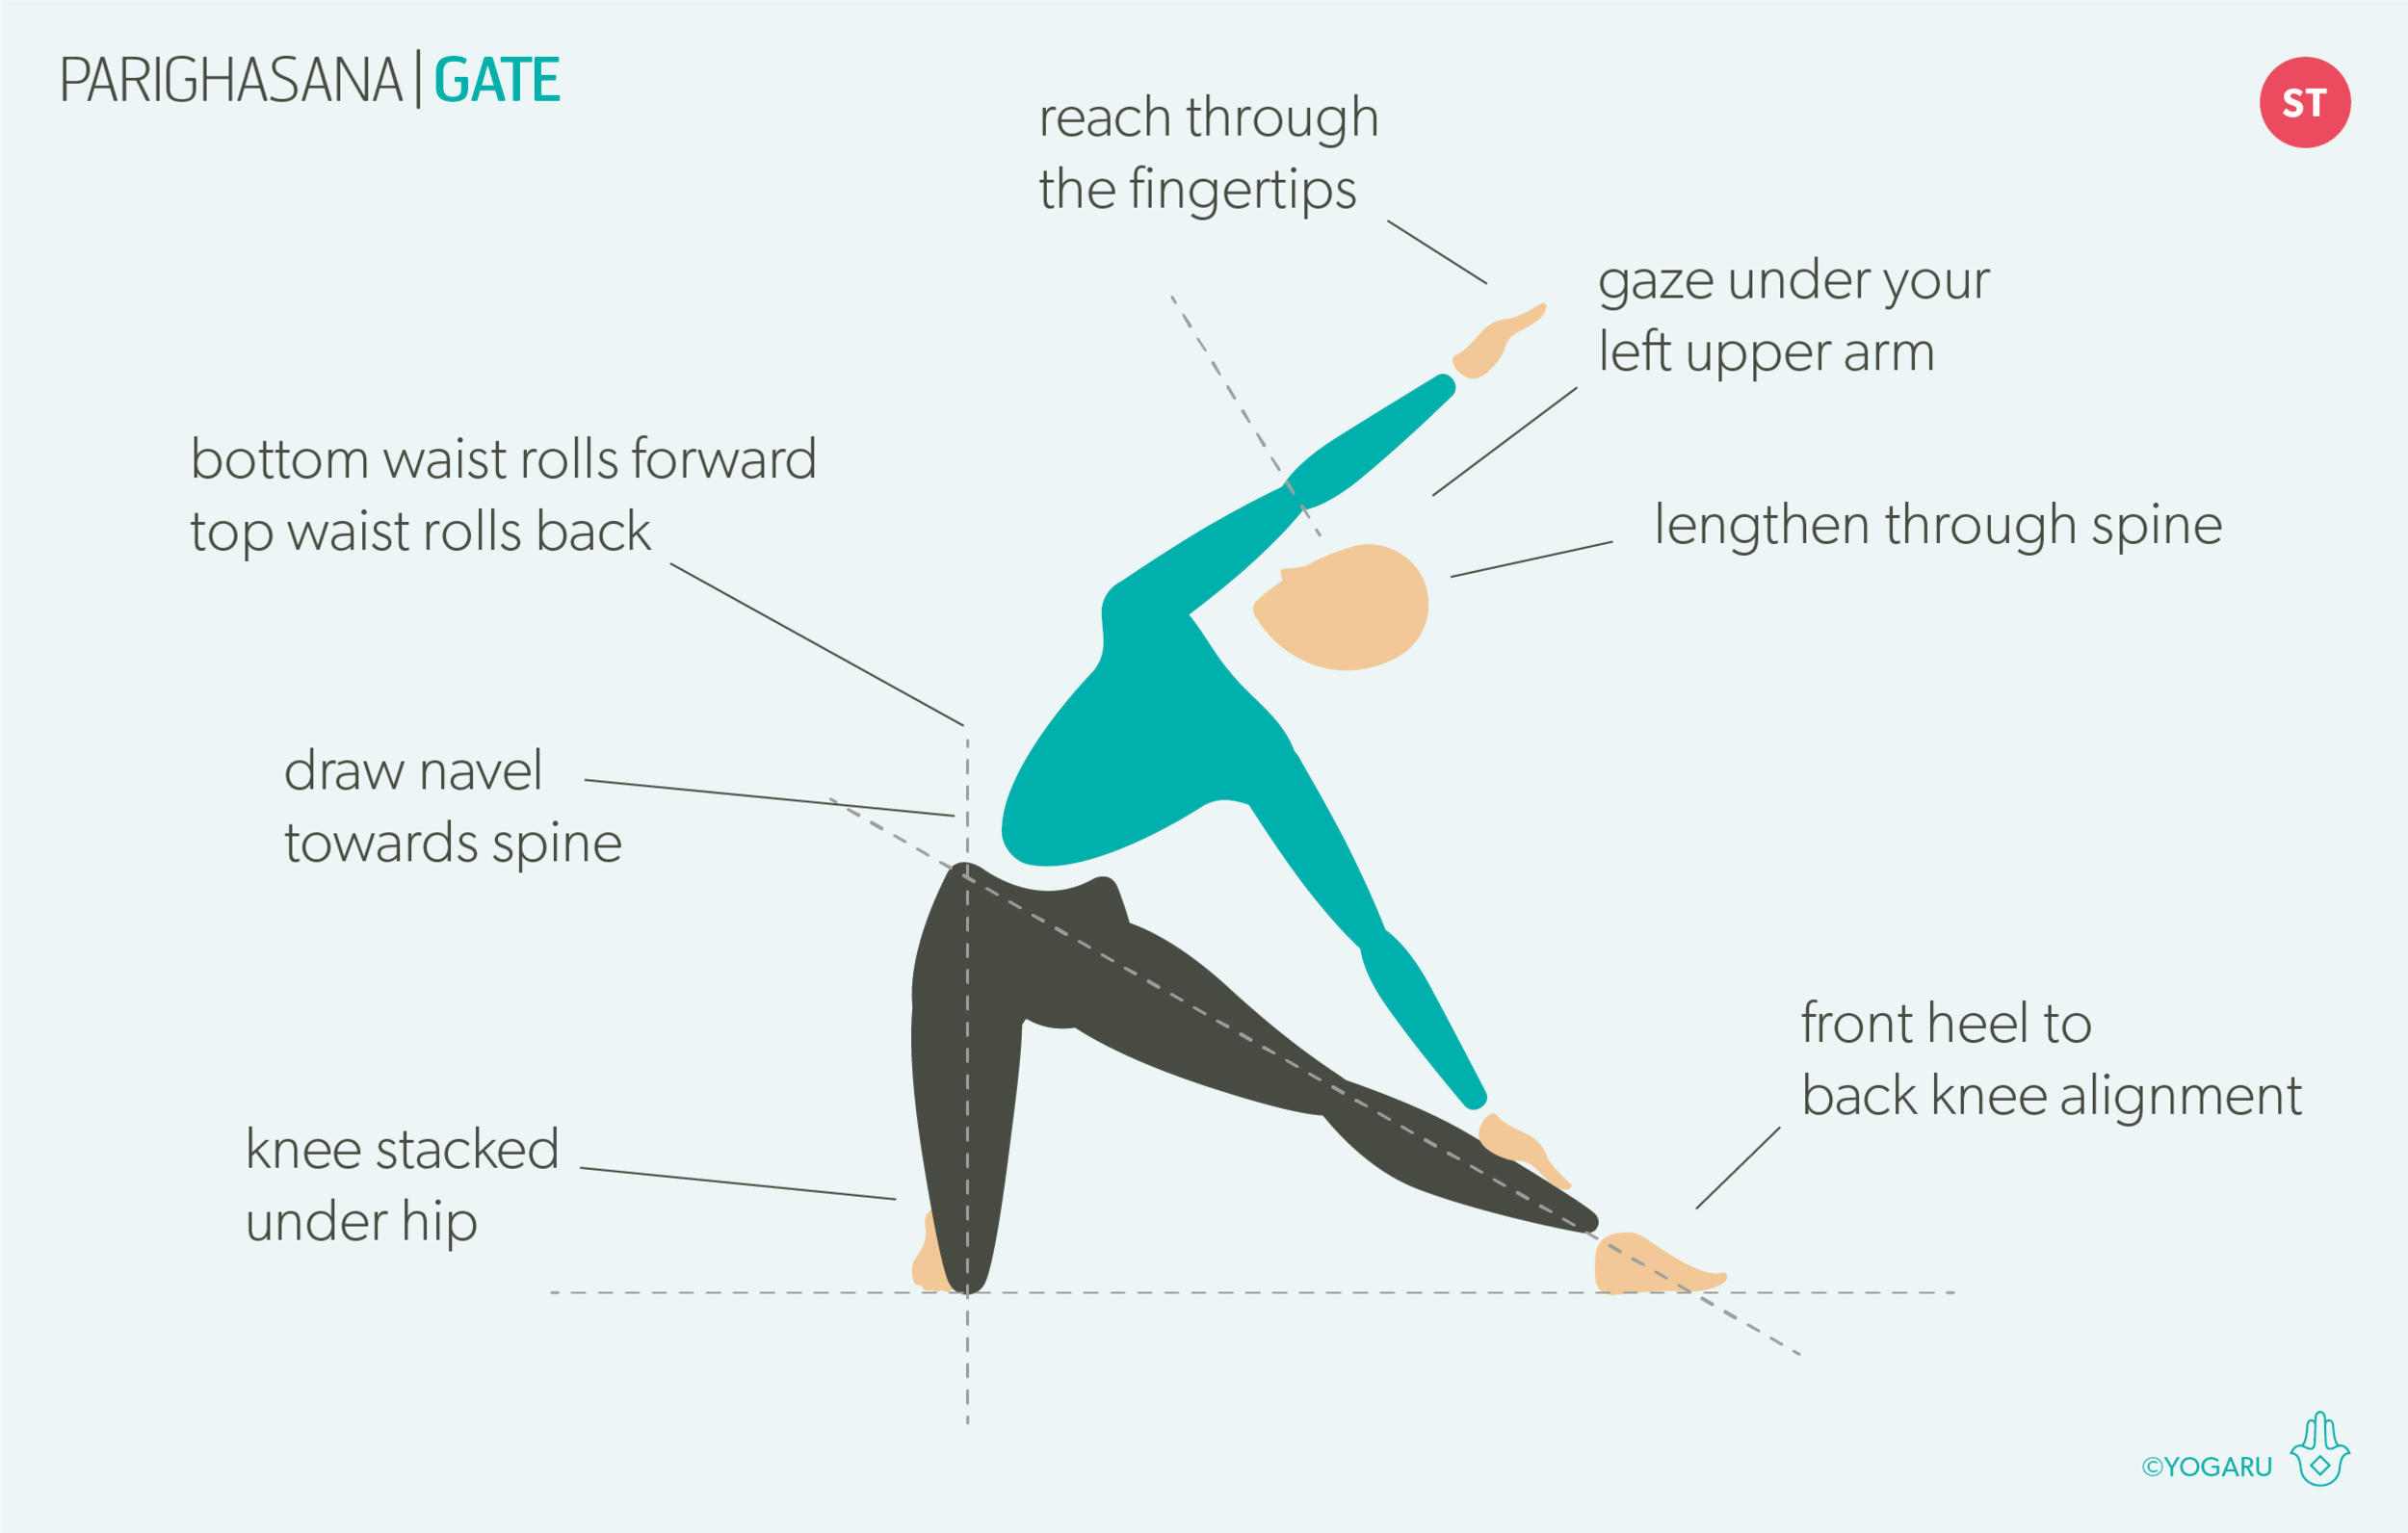 PARIGHASANA|GATE
ST
reach through
the fingertips
gaze under your
left upper arm
bottom waist rolls forward
top waist rolls back
lengthen through spine
draw navel
towards spine
front heel to
back knee alignment
knee stacked
under hip
©YOGARU